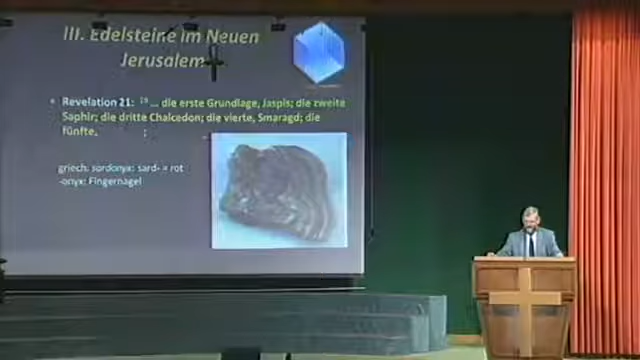 III. Edelsteine im Neuen
Jerusalem
Revelation 21: 19 ... die erste Grundlage, Jaspis; die zweite
Saphir; die dritte Chalcedon; die vierte, Smaragd; die
fünfte,
griech: sardonyx: sard- = rot
-onyx: Fingernagel